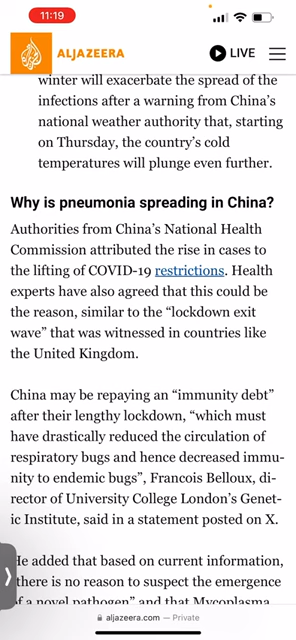 11:19
ALJAZEERA
LIVE
winter will exacerbate the spread of the
infections after a warning from China's
national weather authority that, starting
on Thursday, the country's cold
temperatures will plunge even further.
Why is pneumonia spreading in China?
Authorities from China's National Health
Commission attributed the rise in cases to
the lifting of COVID-19 restrictions. Health
experts have also agreed that this could be
the reason, similar to the “lockdown exit
wave” that was witnessed in countries like
the United Kingdom.
China may be repaying an “immunity debt”
after their lengthy lockdown, “which must
have drastically reduced the circulation of
respiratory bugs and hence decreased immu-
nity to endemic bugs”, Francois Belloux, di-
rector of University College London's Genet-
ic Institute, said in a statement posted on X.
He added that based on current information,
“there is no reason to suspect the emergence
of a novel pathogen” and that Mycoplasma
aljazeera.com — Private